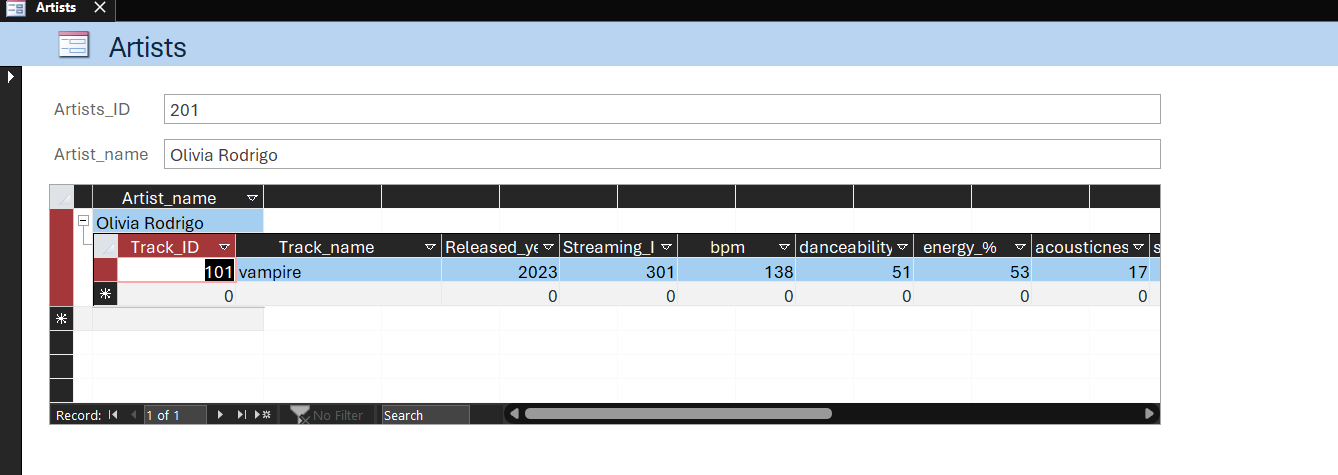 Artists
Artists
Artists_ID 201
Artist_name Olivia Rodrigo
Artist_name
Olivia Rodrigo
Track_ID Track_name Released_ye Streaming_I bpm danceability_ energy_% acousticnes s
101 vampire 2023 301 138 51 53 17
0 0 0 0 0 0 0
Record: 1 of 1 No Filter Search